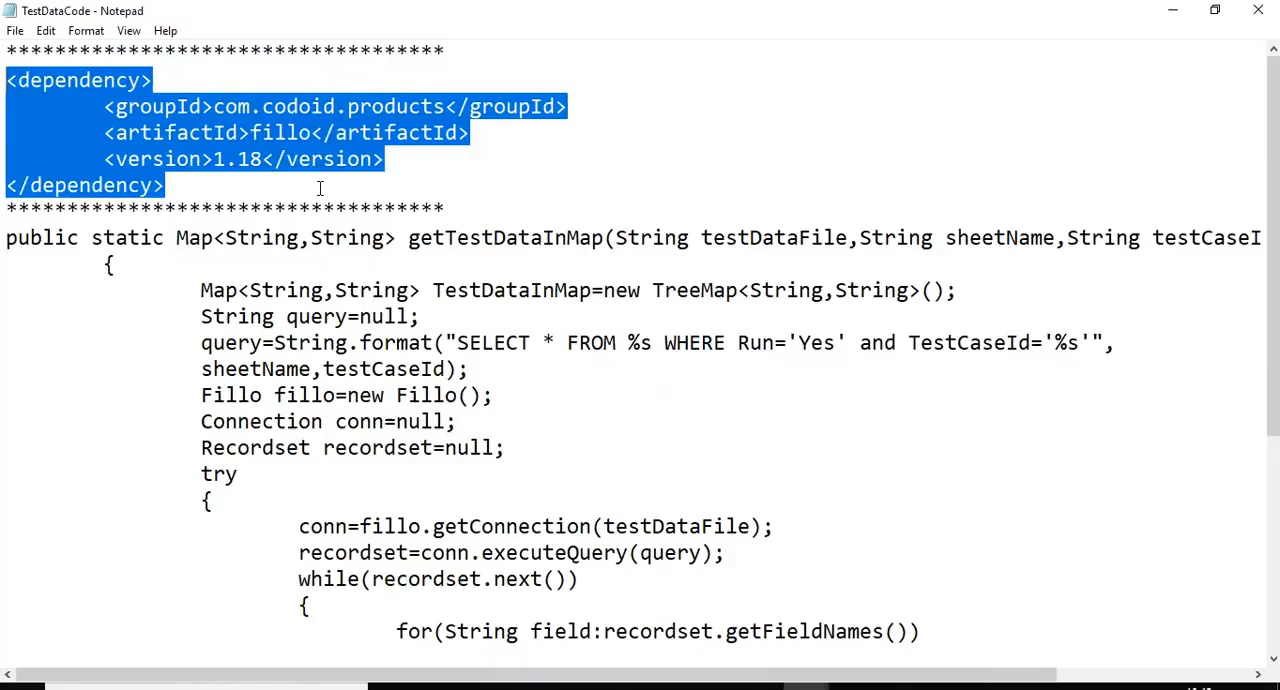 TestDataCode - Notepad
File Edit Format View Help
************************************
<dependency>
<groupId>com.codoid.products</groupId>
<artifactId>fillo</artifactId>
<version>1.18</version>
</dependency>
************************************
public static Map<String,String> getTestDataInMap(String testDataFile,String sheetName,String testCaseI
{
Map<String,String> TestDataInMap=new TreeMap<String,String>();
String query=null;
query=String.format("SELECT * FROM %s WHERE Run='Yes' and TestCaseId='%s'",
sheetName,testCaseId);
Fillo fillo=new Fillo();
Connection conn=null;
Recordset recordset=null;
try
{
conn=fillo.getConnection(testDataFile);
recordset=conn.executeQuery(query);
while(recordset.next())
{
for(String field:recordset.getFieldNames())